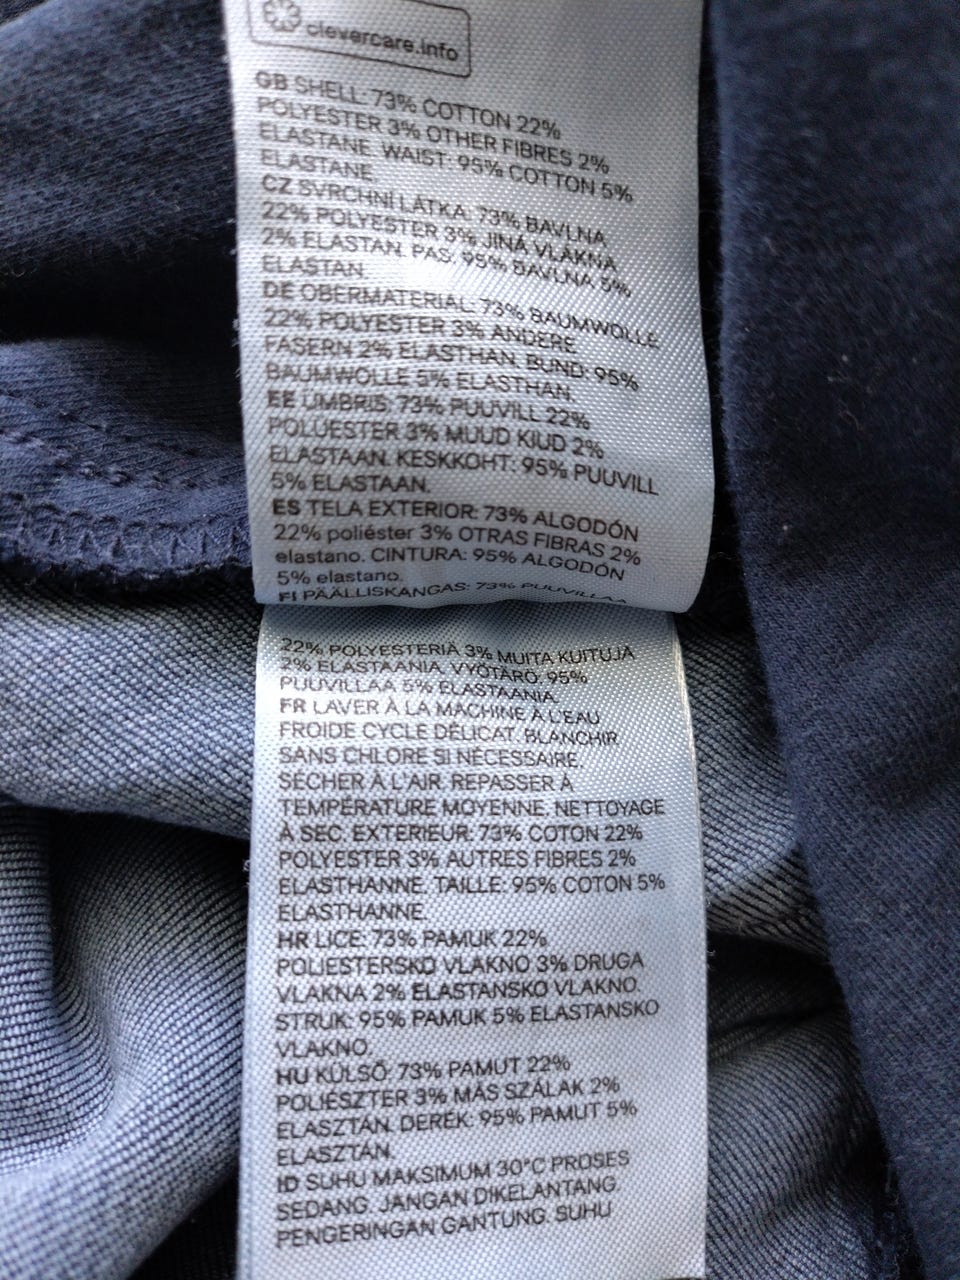 clevercare.info
GB SHELL: 73% COTTON 22%
POLYESTER 3% OTHER FIBRES 2%
ELASTANE. WAIST: 95% COTTON 5%
ELASTANE.
CZ SVRCHNÍ LÁTKA: 73% BAVLNA
22% POLYESTER 3% JINÁ VLÁKNA
2% ELASTAN. PAS: 95% BAVLNA 5%
ELASTAN.
DE OBERMATERIAL: 73% BAUMWOLLE
22% POLYESTER 3% ANDERE
FASERN 2% ELASTHAN. BUND: 95%
BAUMWOLLE 5% ELASTHAN.
EE UMBRIS: 73% PUUVILL 22%
POLUESTER 3% MUUD KIUD 2%
ELASTAAN. KESKKOHT: 95% PUUVILL
5% ELASTAAN.
ES TELA EXTERIOR: 73% ALGODÓN
22% poliéster 3% OTRAS FIBRAS 2%
elastano. CINTURA: 95% ALGODÓN
5% elastano.
FI PÄÄLLISKANGAS: 73% PUUVILLAA
22% POLYESTERIÄ 3% MUITA KUITUJA
2% ELASTAANIA. VYÖTÄRÖ: 95%
PUUVILLAA 5% ELASTAANIA.
FR LAVER À LA MACHINE À L'EAU
FROIDE CYCLE DÉLICAT. BLANCHIR
SANS CHLORE SI NÉCESSAIRE.
SÉCHER À L'AIR. REPASSER À
TEMPÉRATURE MOYENNE. NETTOYAGE
À SEC. EXTERIEUR: 73% COTON 22%
POLYESTER 3% AUTRES FIBRES 2%
ELASTHANNE. TAILLE: 95% COTON 5%
ELASTHANNE.
HR LICE: 73% PAMUK 22%
POLIESTERSKO VLAKNO 3% DRUGA
VLAKNA 2% ELASTANSKO VLAKNO.
STRUK: 95% PAMUK 5% ELASTANSKO
VLAKNO.
HU KÜLSŐ: 73% PAMUT 22%
POLIÉSZTER 3% MÁS SZÁLAK 2%
ELASZTÁN. DERÉK: 95% PAMUT 5%
ELASZTÁN.
ID SUHU MAKSIMUM 30°C PROSES
SEDANG. JANGAN DIKELANTANG.
PENGERINGAN GANTUNG. SUHU